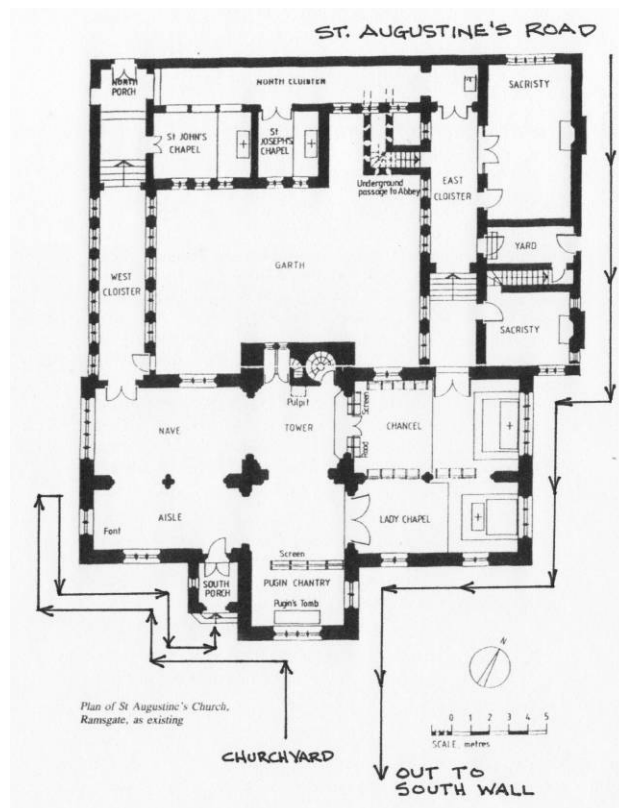 ST. AUGUSTINE'S ROAD
NORTH
PORCH
NORTH CLOISTER
SACRISTY
St JOHN'S
CHAPEL
St
JOSEPH'S
CHAPEL
Underground
passage to Abbey
EAST
CLOISTER
YARD
GARTH
WEST
CLOISTER
SACRISTY
Pulpit
Screen
NAVE
TOWER
CHANCEL
Rood
AISLE
LADY CHAPEL
Font
Screen
SOUTH
PORCH
PUGIN CHANTRY
Pugin's Tomb
N
Plan of St Augustine's Church,
Ramsgate, as existing
0 1 2 3 4 5
SCALE, metres
CHURCHYARD
OUT TO
SOUTH WALL